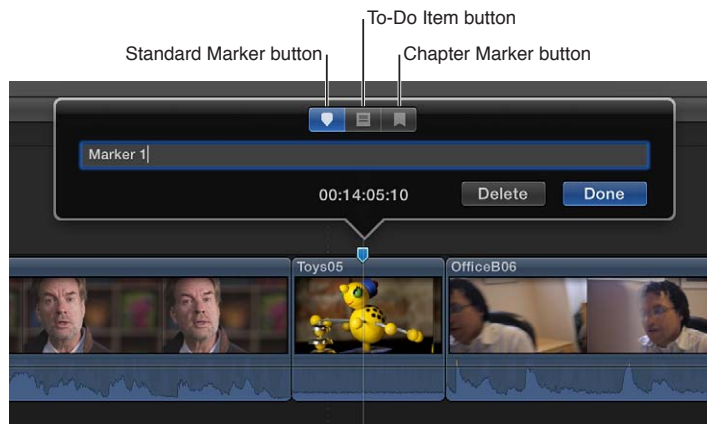 To-Do Item button
Standard Marker button
Chapter Marker button
Marker 1
00:14:05:10
Delete
Done
Toys05
OfficeB06